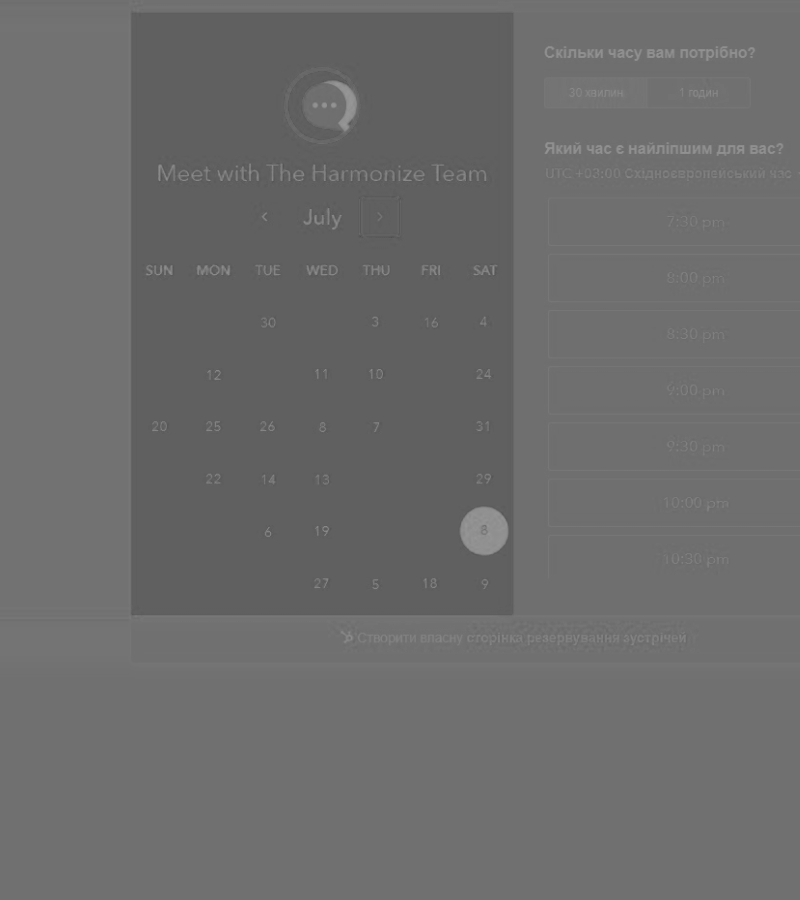 Скільки часу вам потрібно?
30 хвилин
1 годин
Який час є найліпшим для вас?
UTC +03:00 Східноєвропейський час
7:30 pm
8:00 pm
8:30 pm
9:00 pm
9:30 pm
10:00 pm
10:30 pm
Meet with The Harmonize Team
July
SUN MON TUE WED THU FRI SAT
30 3 16 4
12 11 10 24
20 25 26 8 7 31
22 14 13 29
6 19 8
27 5 18 9
Створити власну сторінка резервування зустрічей